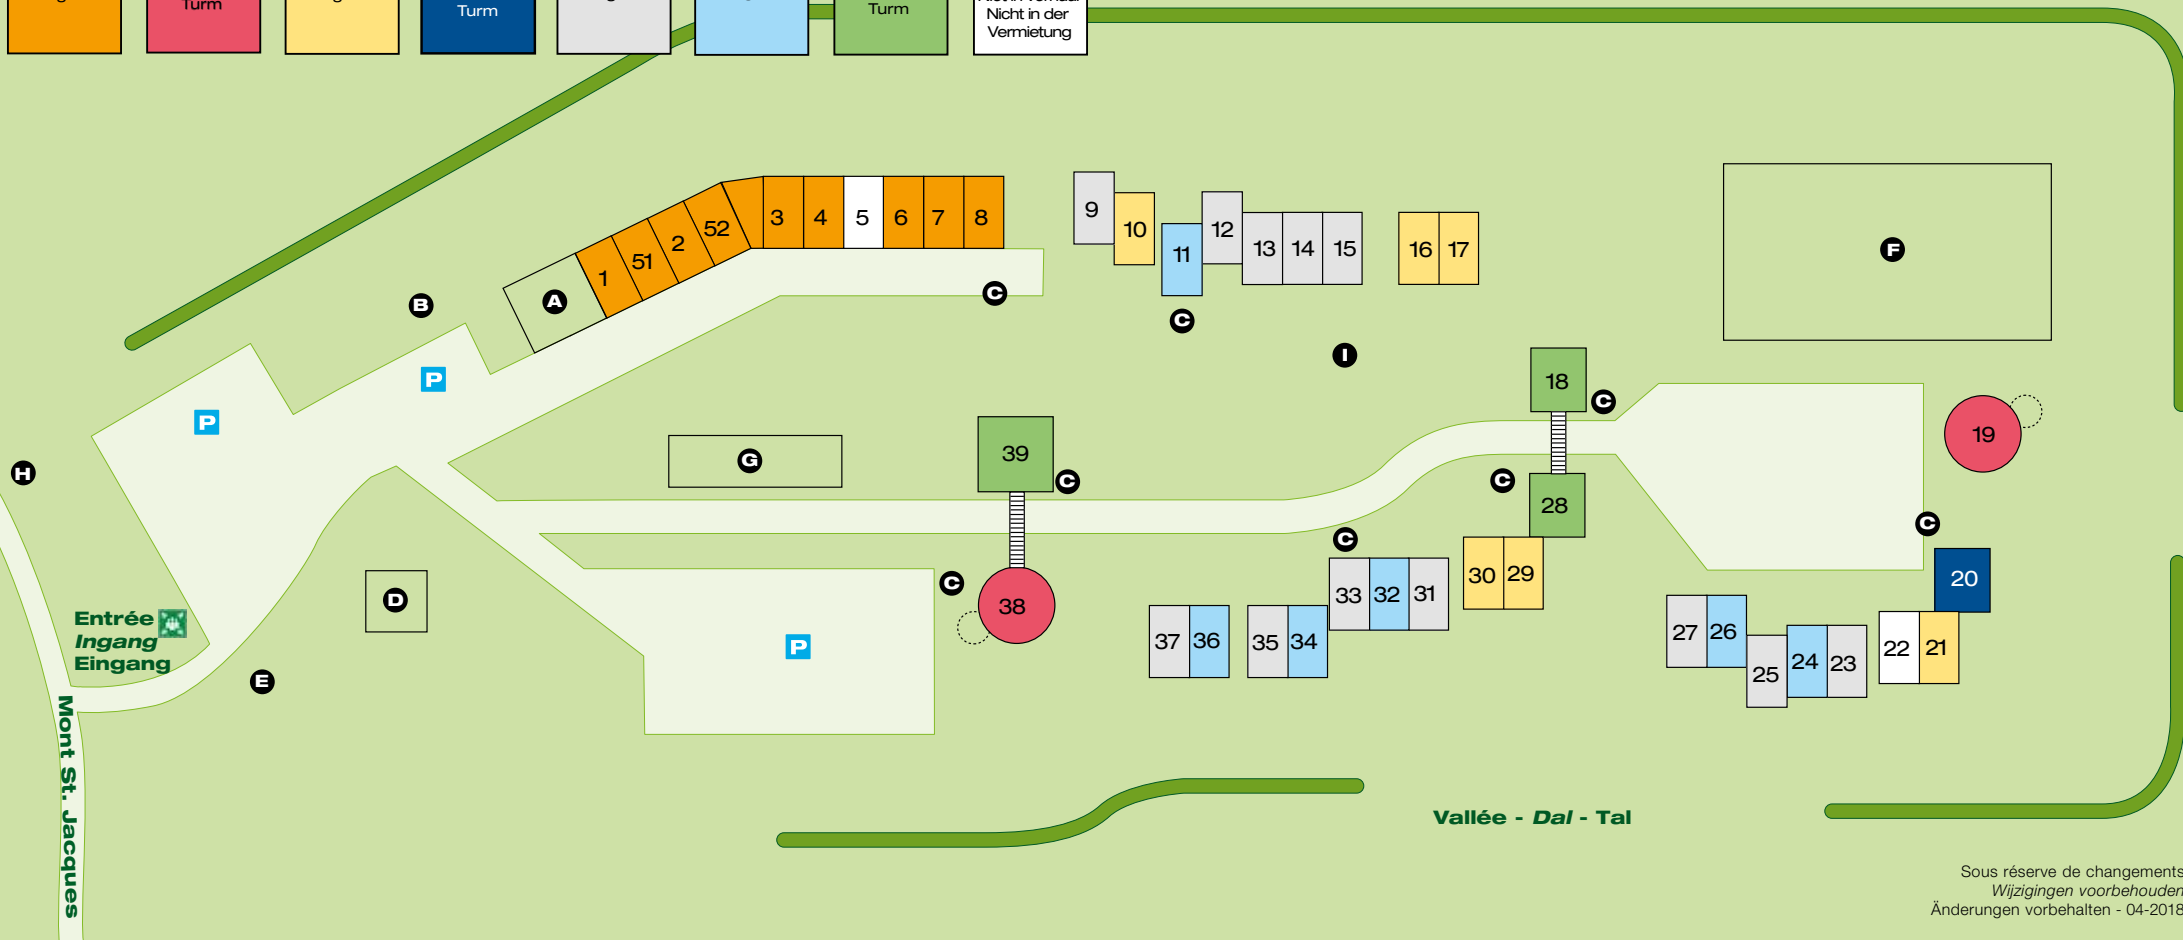 Turm
Turm
Turm
Nicht in der
Vermietung
1
51
2
52
3
4
5
6
7
8
9
10
11
12
13
14
15
16
17
A
B
C
C
F
I
P
P
18
C
19
H
G
39
C
C
28
C
C
D
C
38
33
32
31
30
29
20
Entrée
Ingang
Eingang
E
P
37
36
35
34
27
26
25
24
23
22
21
Mont St. Jacques
Vallée - Dal - Tal
Sous réserve de changements
Wijzigingen voorbehouden
Änderungen vorbehalten - 04-2018